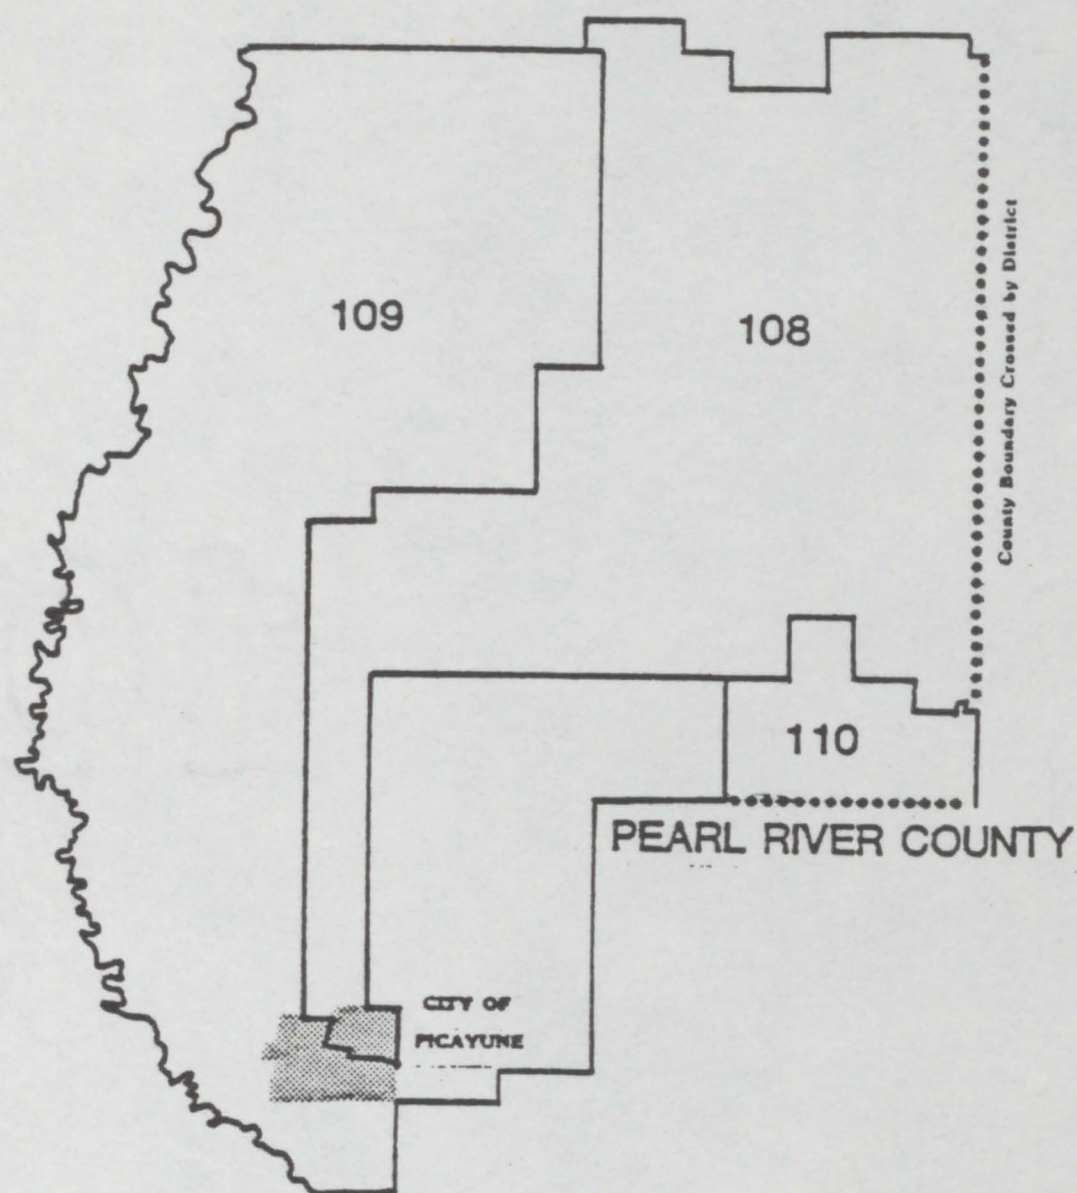 109
108
County Boundary Crossed by District
110
PEARL RIVER COUNTY
CITY OF
PICAYUNE